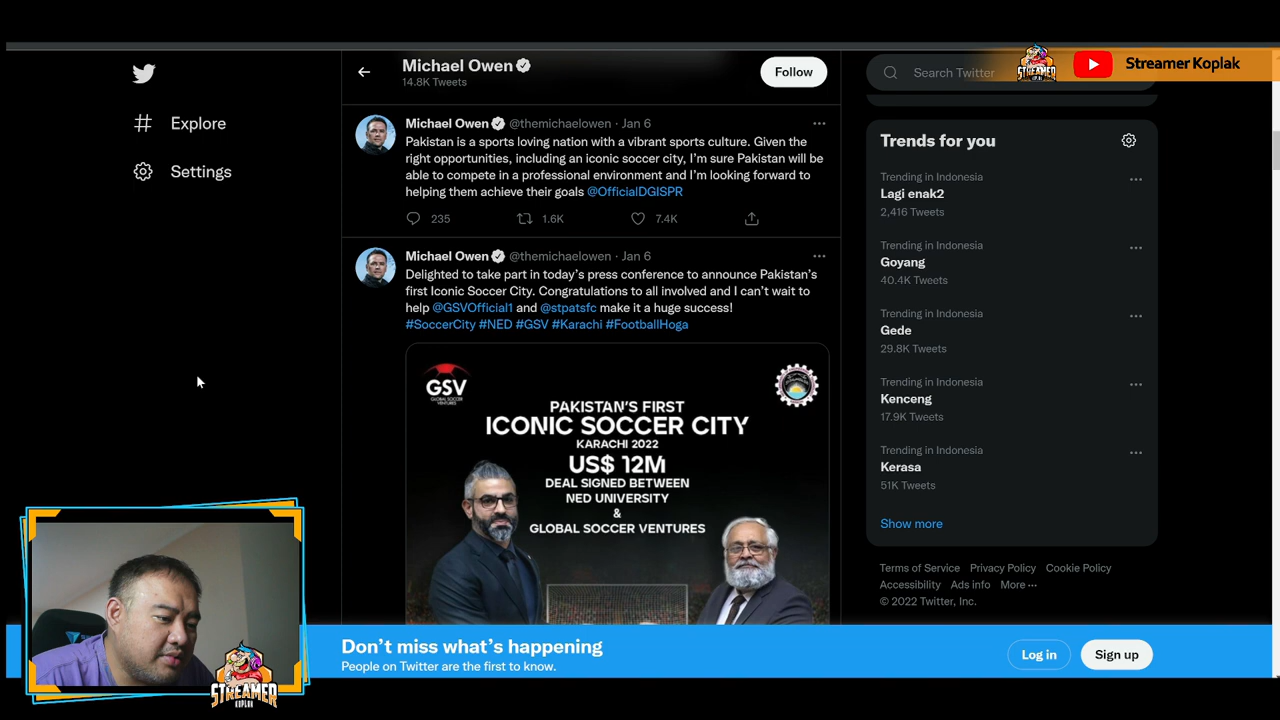 Streamer Koplak
Michael Owen
14.8K Tweets
Follow
Search Twitter
STREAMER
KOPLAK
Explore
Settings
Michael Owen @themichaelowen · Jan 6
Pakistan is a sports loving nation with a vibrant sports culture. Given the
right opportunities, including an iconic soccer city, I'm sure Pakistan will be
able to compete in a professional environment and I'm looking forward to
helping them achieve their goals @OfficialDGISPR
235 1.6K 7.4K
Michael Owen @themichaelowen · Jan 6
Delighted to take part in today's press conference to announce Pakistan's
first Iconic Soccer City. Congratulations to all involved and I can't wait to
help @GSVOfficial1 and @stpatsfc make it a huge success!
#SoccerCity #NED #GSV #Karachi #FootballHoga
GSV
GLOBAL SOCCER
VENTURES
PAKISTAN'S FIRST
ICONIC SOCCER CITY
KARACHI 2022
US$ 12M
DEAL SIGNED BETWEEN
NED UNIVERSITY
&
GLOBAL SOCCER VENTURES
Trends for you
Trending in Indonesia
Lagi enak2
2,416 Tweets
Trending in Indonesia
Goyang
40.4K Tweets
Trending in Indonesia
Gede
29.8K Tweets
Trending in Indonesia
Kenceng
17.9K Tweets
Trending in Indonesia
Kerasa
51K Tweets
Show more
Terms of Service Privacy Policy Cookie Policy
Accessibility Ads info More ···
© 2022 Twitter, Inc.
Don't miss what's happening
People on Twitter are the first to know.
Log in
Sign up
STREAMER
KOPLAK